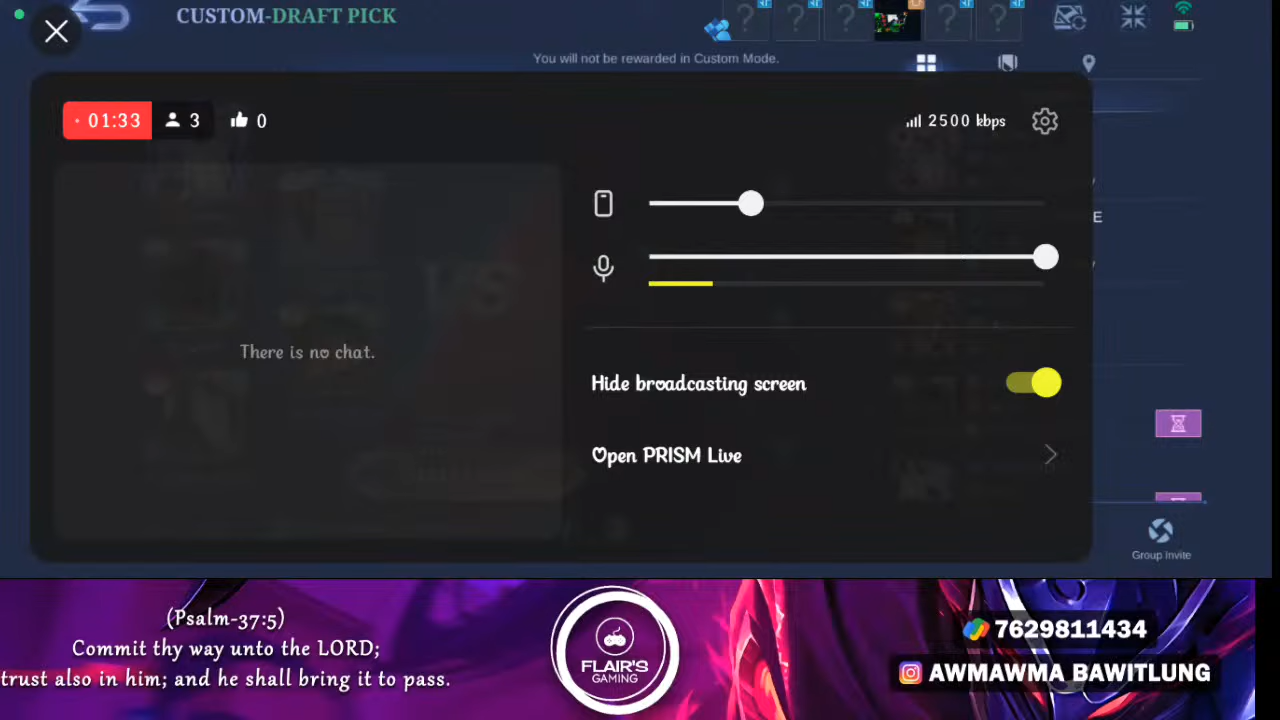 CUSTOM-DRAFT PICK
You will not be rewarded in Custom Mode.
01:33
3
0
2500 kbps
VS
There is no chat.
Hide broadcasting screen
Open PRISM Live
E
Group Invite
(Psalm-37:5)
Commit thy way unto the LORD;
trust also in him; and he shall bring it to pass.
FLAIR'S
GAMING
7629811434
AWMAWMA BAWITLUNG